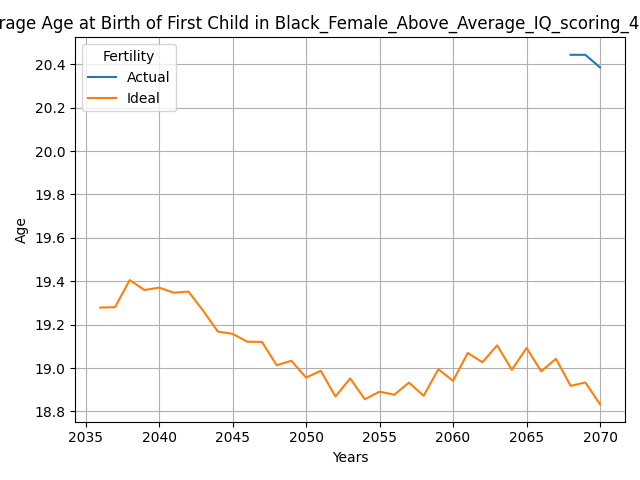 rage Age at Birth of First Child in Black_Female_Above_Average_IQ_scoring_4
Fertility
Actual
Ideal
20.4
20.2
20.0
19.8
19.6
19.4
19.2
19.0
18.8
Age
2035 2040 2045 2050 2055 2060 2065 2070
Years